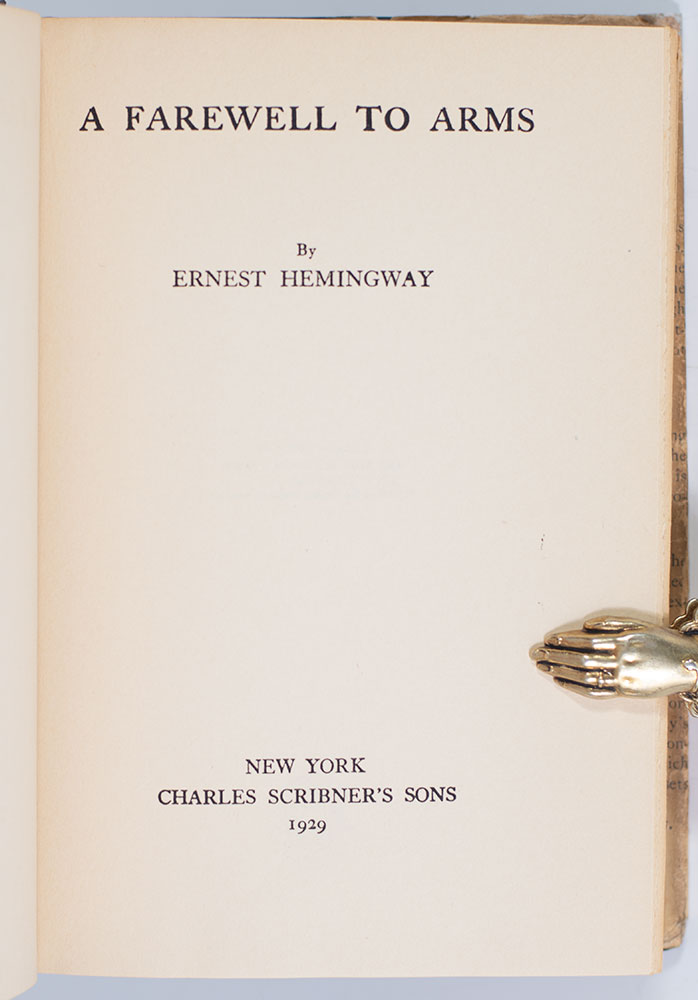 A FAREWELL TO ARMS
By
ERNEST HEMINGWAY
NEW YORK
CHARLES SCRIBNER'S SONS
1929